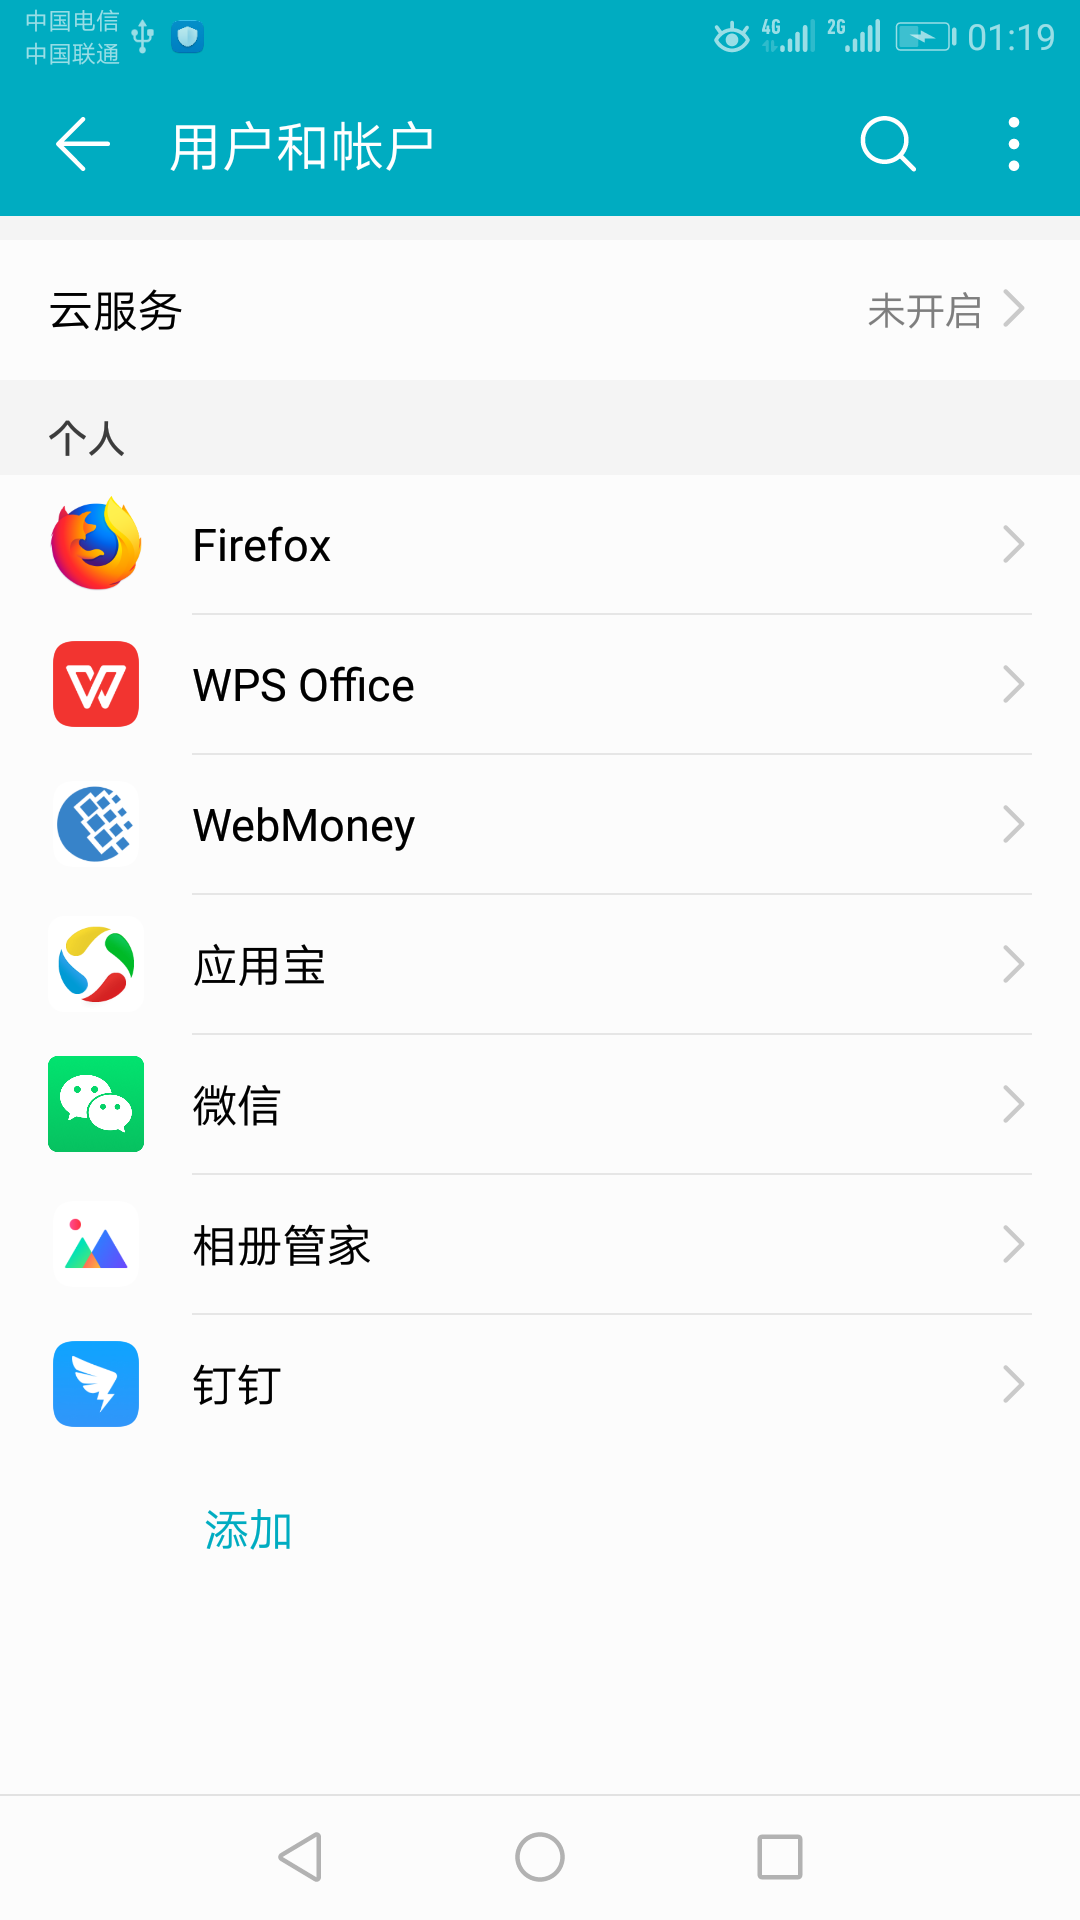 中国电信
中国联通
4G
2G
01:19
用户和帐户
云服务
未开启
个人
Firefox
WPS Office
WebMoney
应用宝
微信
相册管家
钉钉
添加